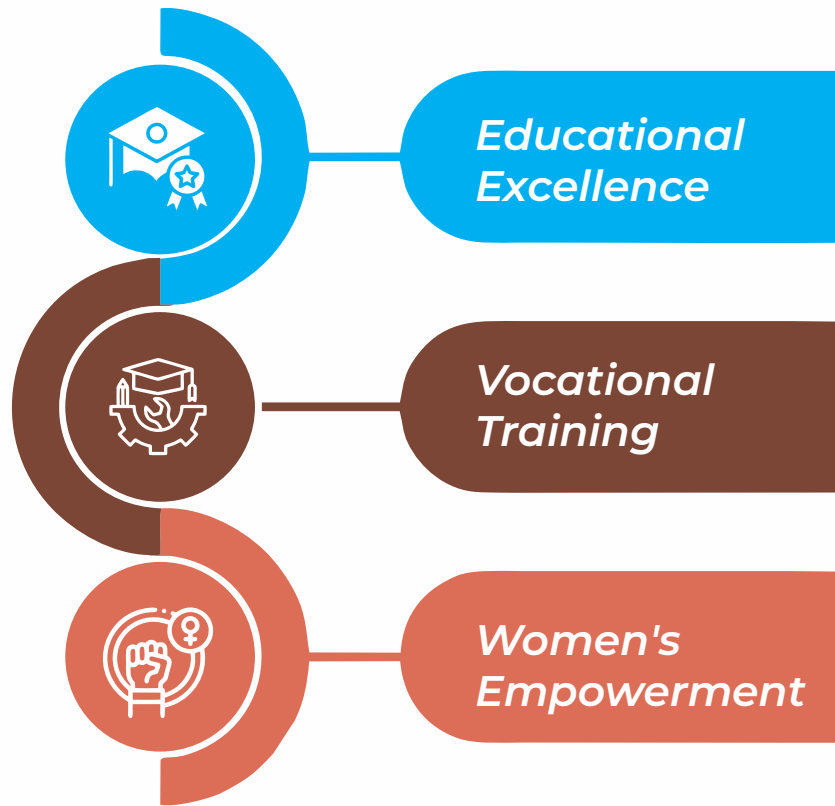 Educational
Excellence
Vocational
Training
Women's
Empowerment